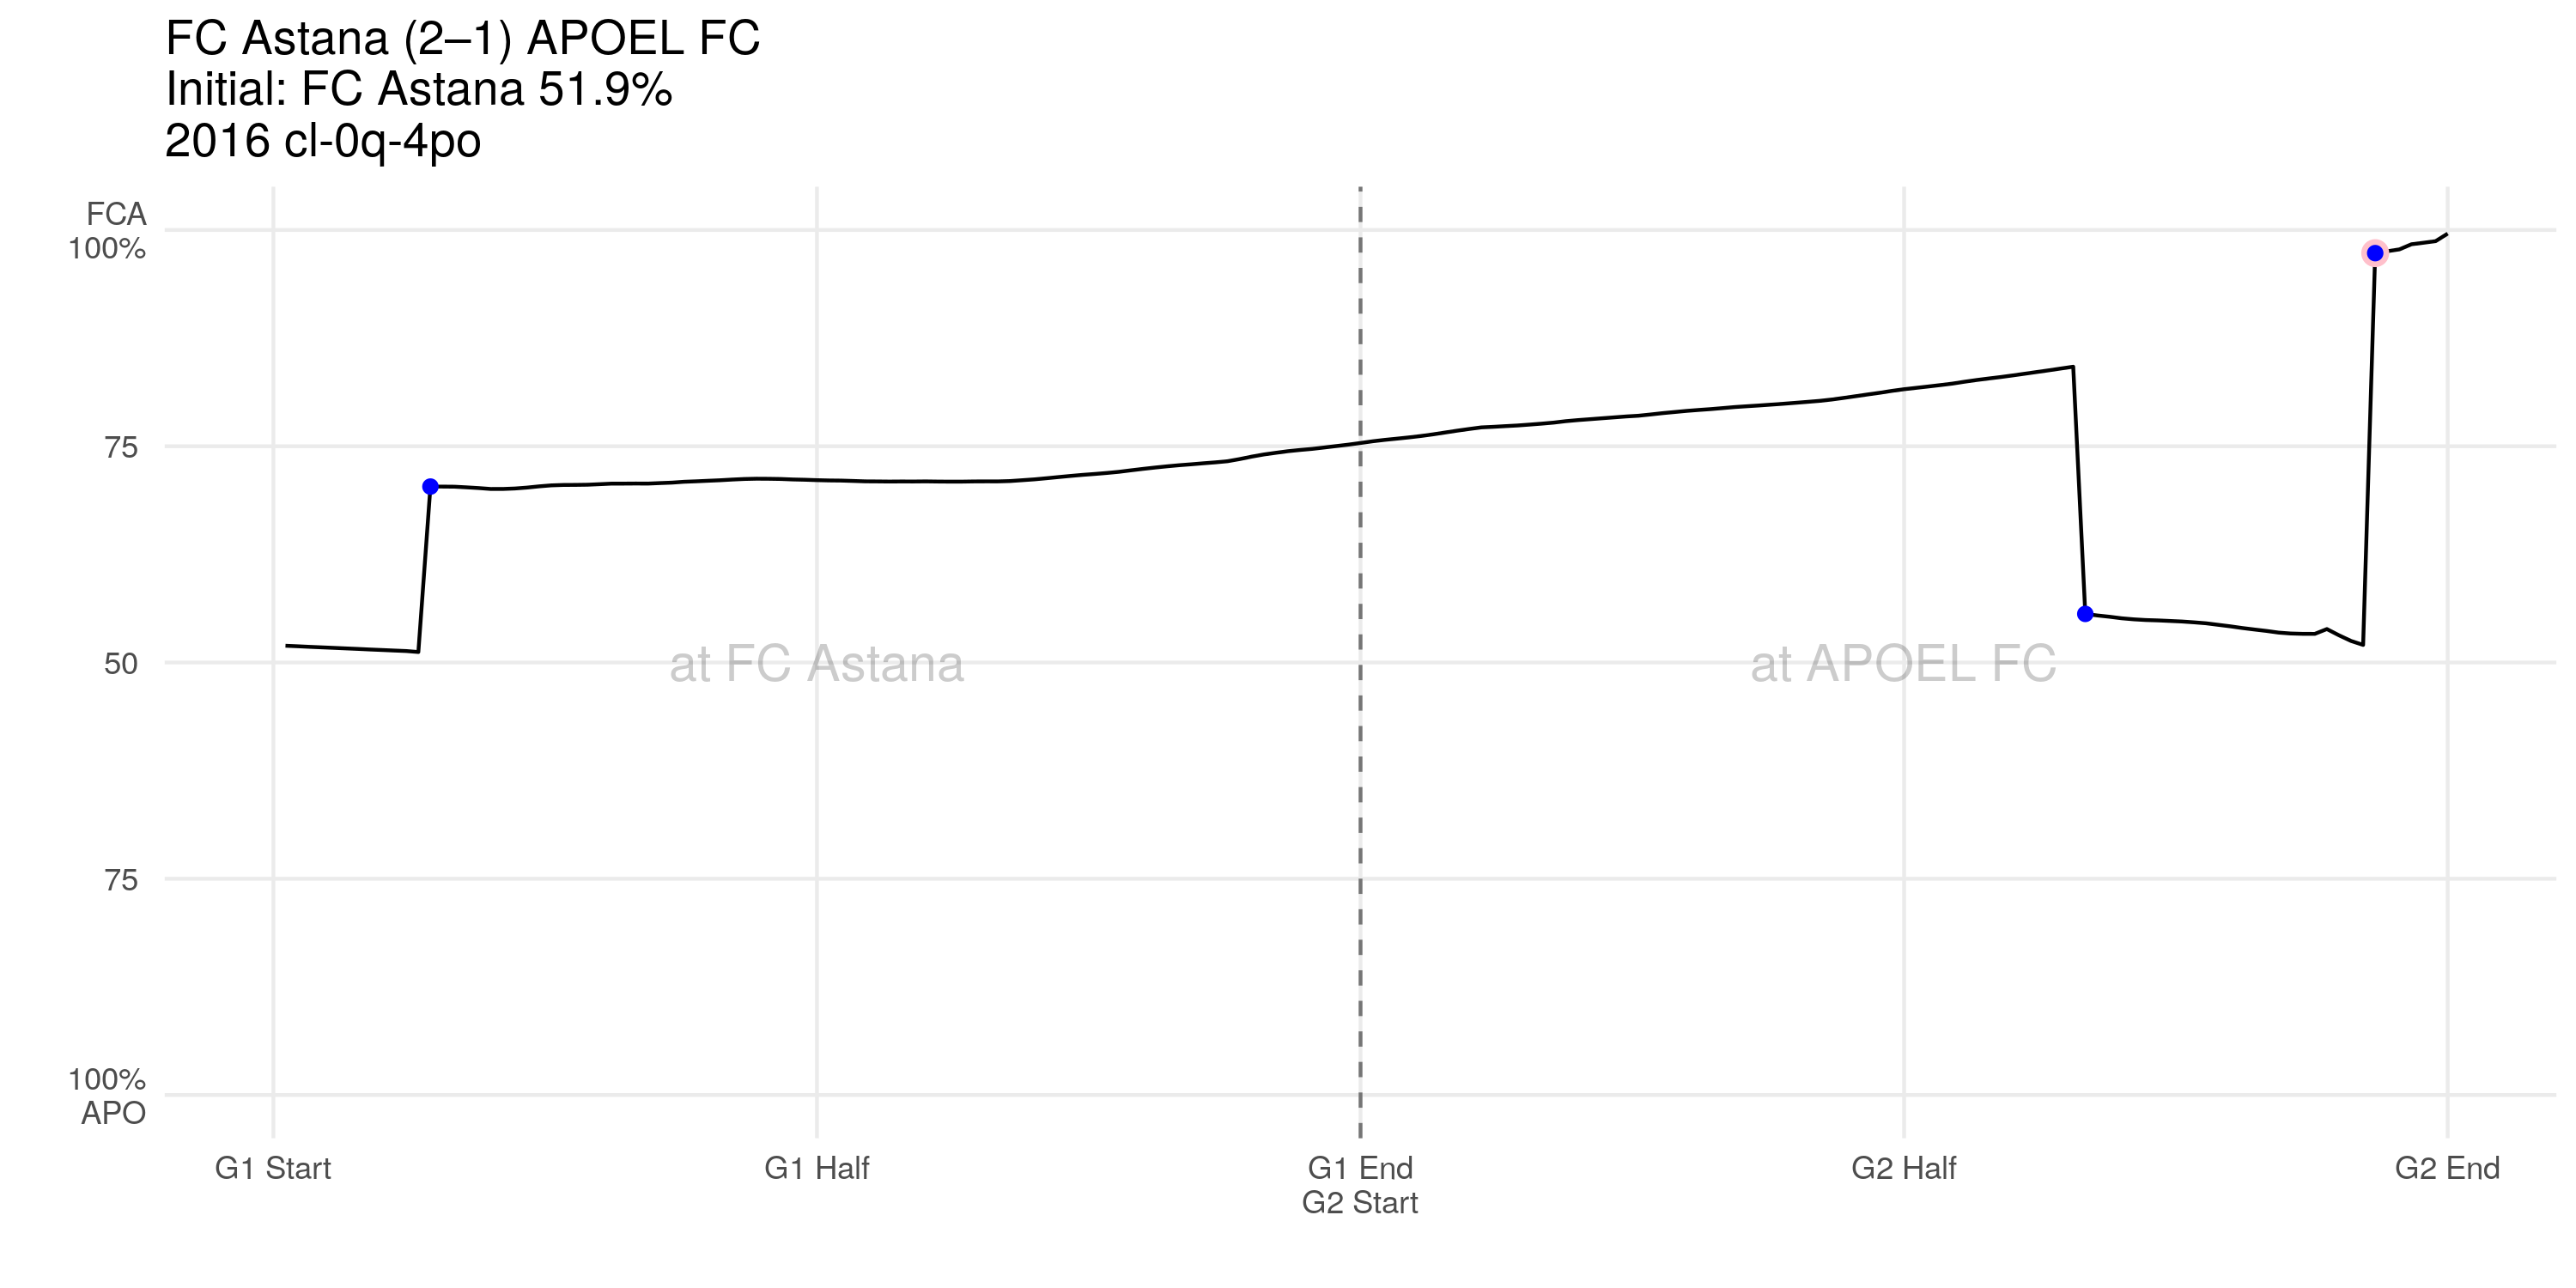 FC Astana (2–1) APOEL FC
Initial: FC Astana 51.9%
2016 cl-0q-4po
FCA
100%
75
50
75
100%
APO
at FC Astana
at APOEL FC
G1 Start
G1 Half
G1 End
G2 Start
G2 Half
G2 End